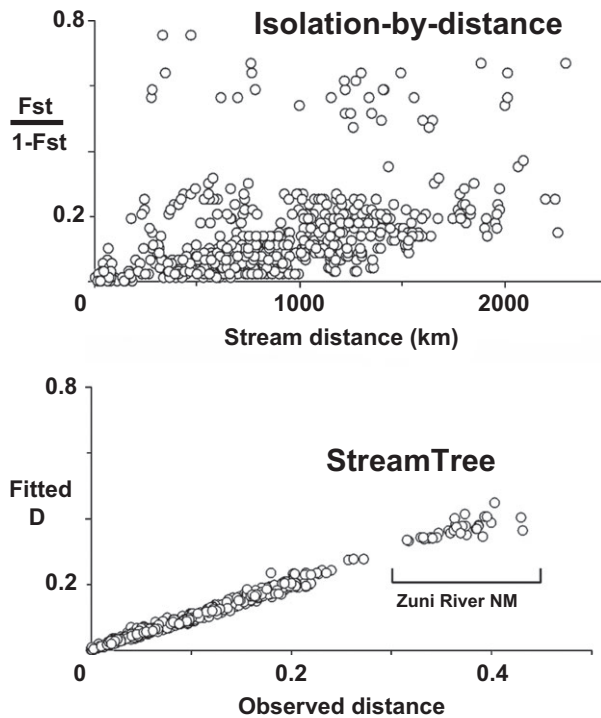 0.8
Isolation-by-distance
Fst
1-Fst
0.2
0
1000
2000
Stream distance (km)
0.8
StreamTree
Fitted
D
0.2
Zuni River NM
0
0.2
0.4
Observed distance